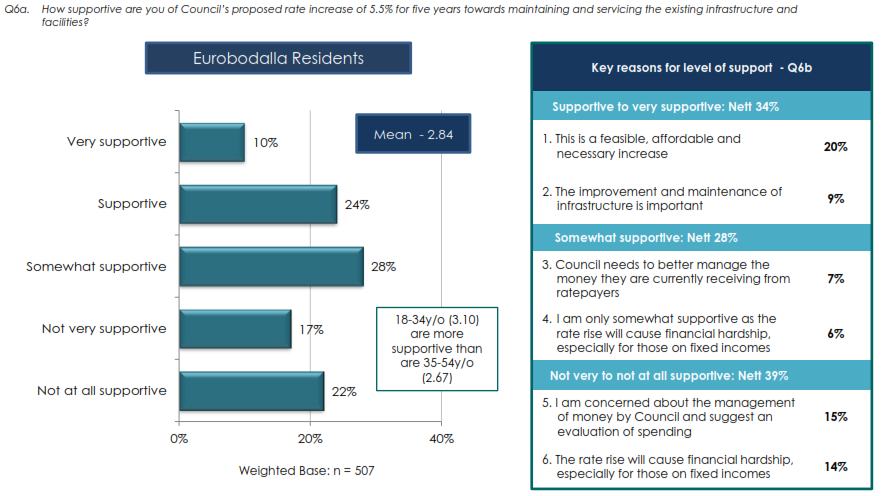 Q6a. How supportive are you of Council's proposed rate increase of 5.5% for five years towards maintaining and servicing the existing infrastructure and
facilities?
Eurobodalla Residents
Mean - 2.84
Very supportive 10%
Supportive 24%
Somewhat supportive 28%
Not very supportive 17%
Not at all supportive 22%
0% 20% 40%
18-34y/o (3.10)
are more
supportive than
are 35-54y/o
(2.67)
Weighted Base: n = 507
Key reasons for level of support - Q6b
Supportive to very supportive: Nett 34%
1. This is a feasible, affordable and
necessary increase 20%
2. The improvement and maintenance of
infrastructure is important 9%
Somewhat supportive: Nett 28%
3. Council needs to better manage the
money they are currently receiving from
ratepayers 7%
4. I am only somewhat supportive as the
rate rise will cause financial hardship,
especially for those on fixed incomes 6%
Not very to not at all supportive: Nett 39%
5. I am concerned about the management
of money by Council and suggest an
evaluation of spending 15%
6. The rate rise will cause financial hardship,
especially for those on fixed incomes 14%